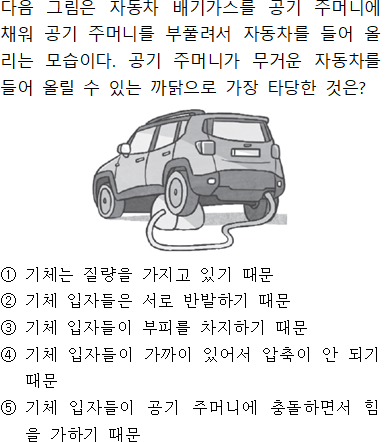 다음 그림은 자동차 배기가스를 공기 주머니에
채워 공기 주머니를 부풀려서 자동차를 들어 올
리는 모습이다. 공기 주머니가 무거운 자동차를
들어 올릴 수 있는 까닭으로 가장 타당한 것은?
① 기체는 질량을 가지고 있기 때문
② 기체 입자들은 서로 반발하기 때문
③ 기체 입자들이 부피를 차지하기 때문
④ 기체 입자들이 가까이 있어서 압축이 안 되기
때문
⑤ 기체 입자들이 공기 주머니에 충돌하면서 힘
을 가하기 때문